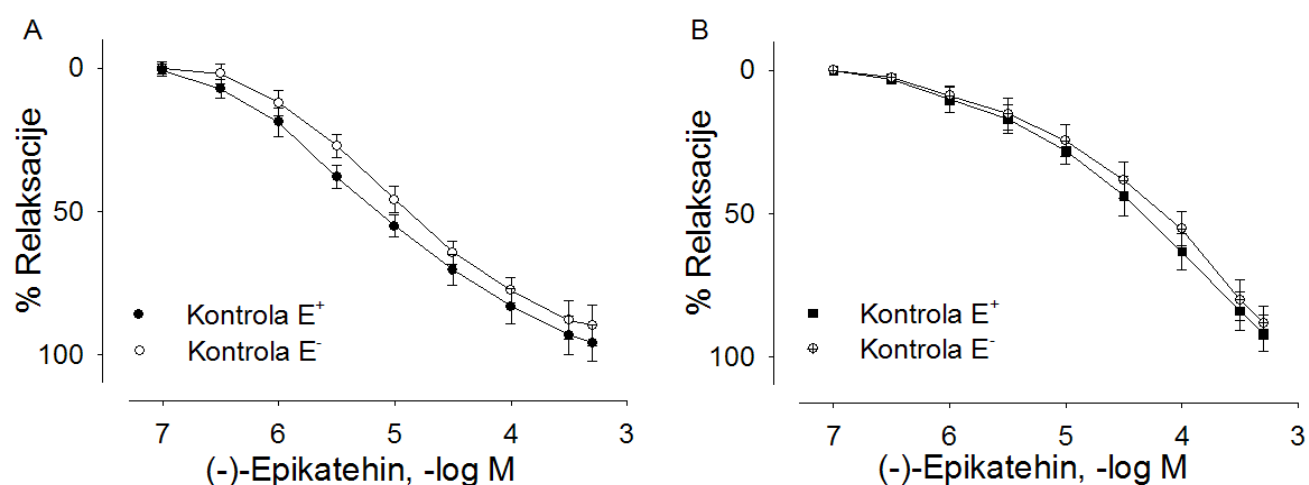 A
% Relaksacije
0
50
100
Kontrola E⁺
Kontrola E⁻
7 6 5 4 3
(-)-Epikatehin, -log M
B
% Relaksacije
0
50
100
Kontrola E⁺
Kontrola E⁻
7 6 5 4 3
(-)-Epikatehin, -log M